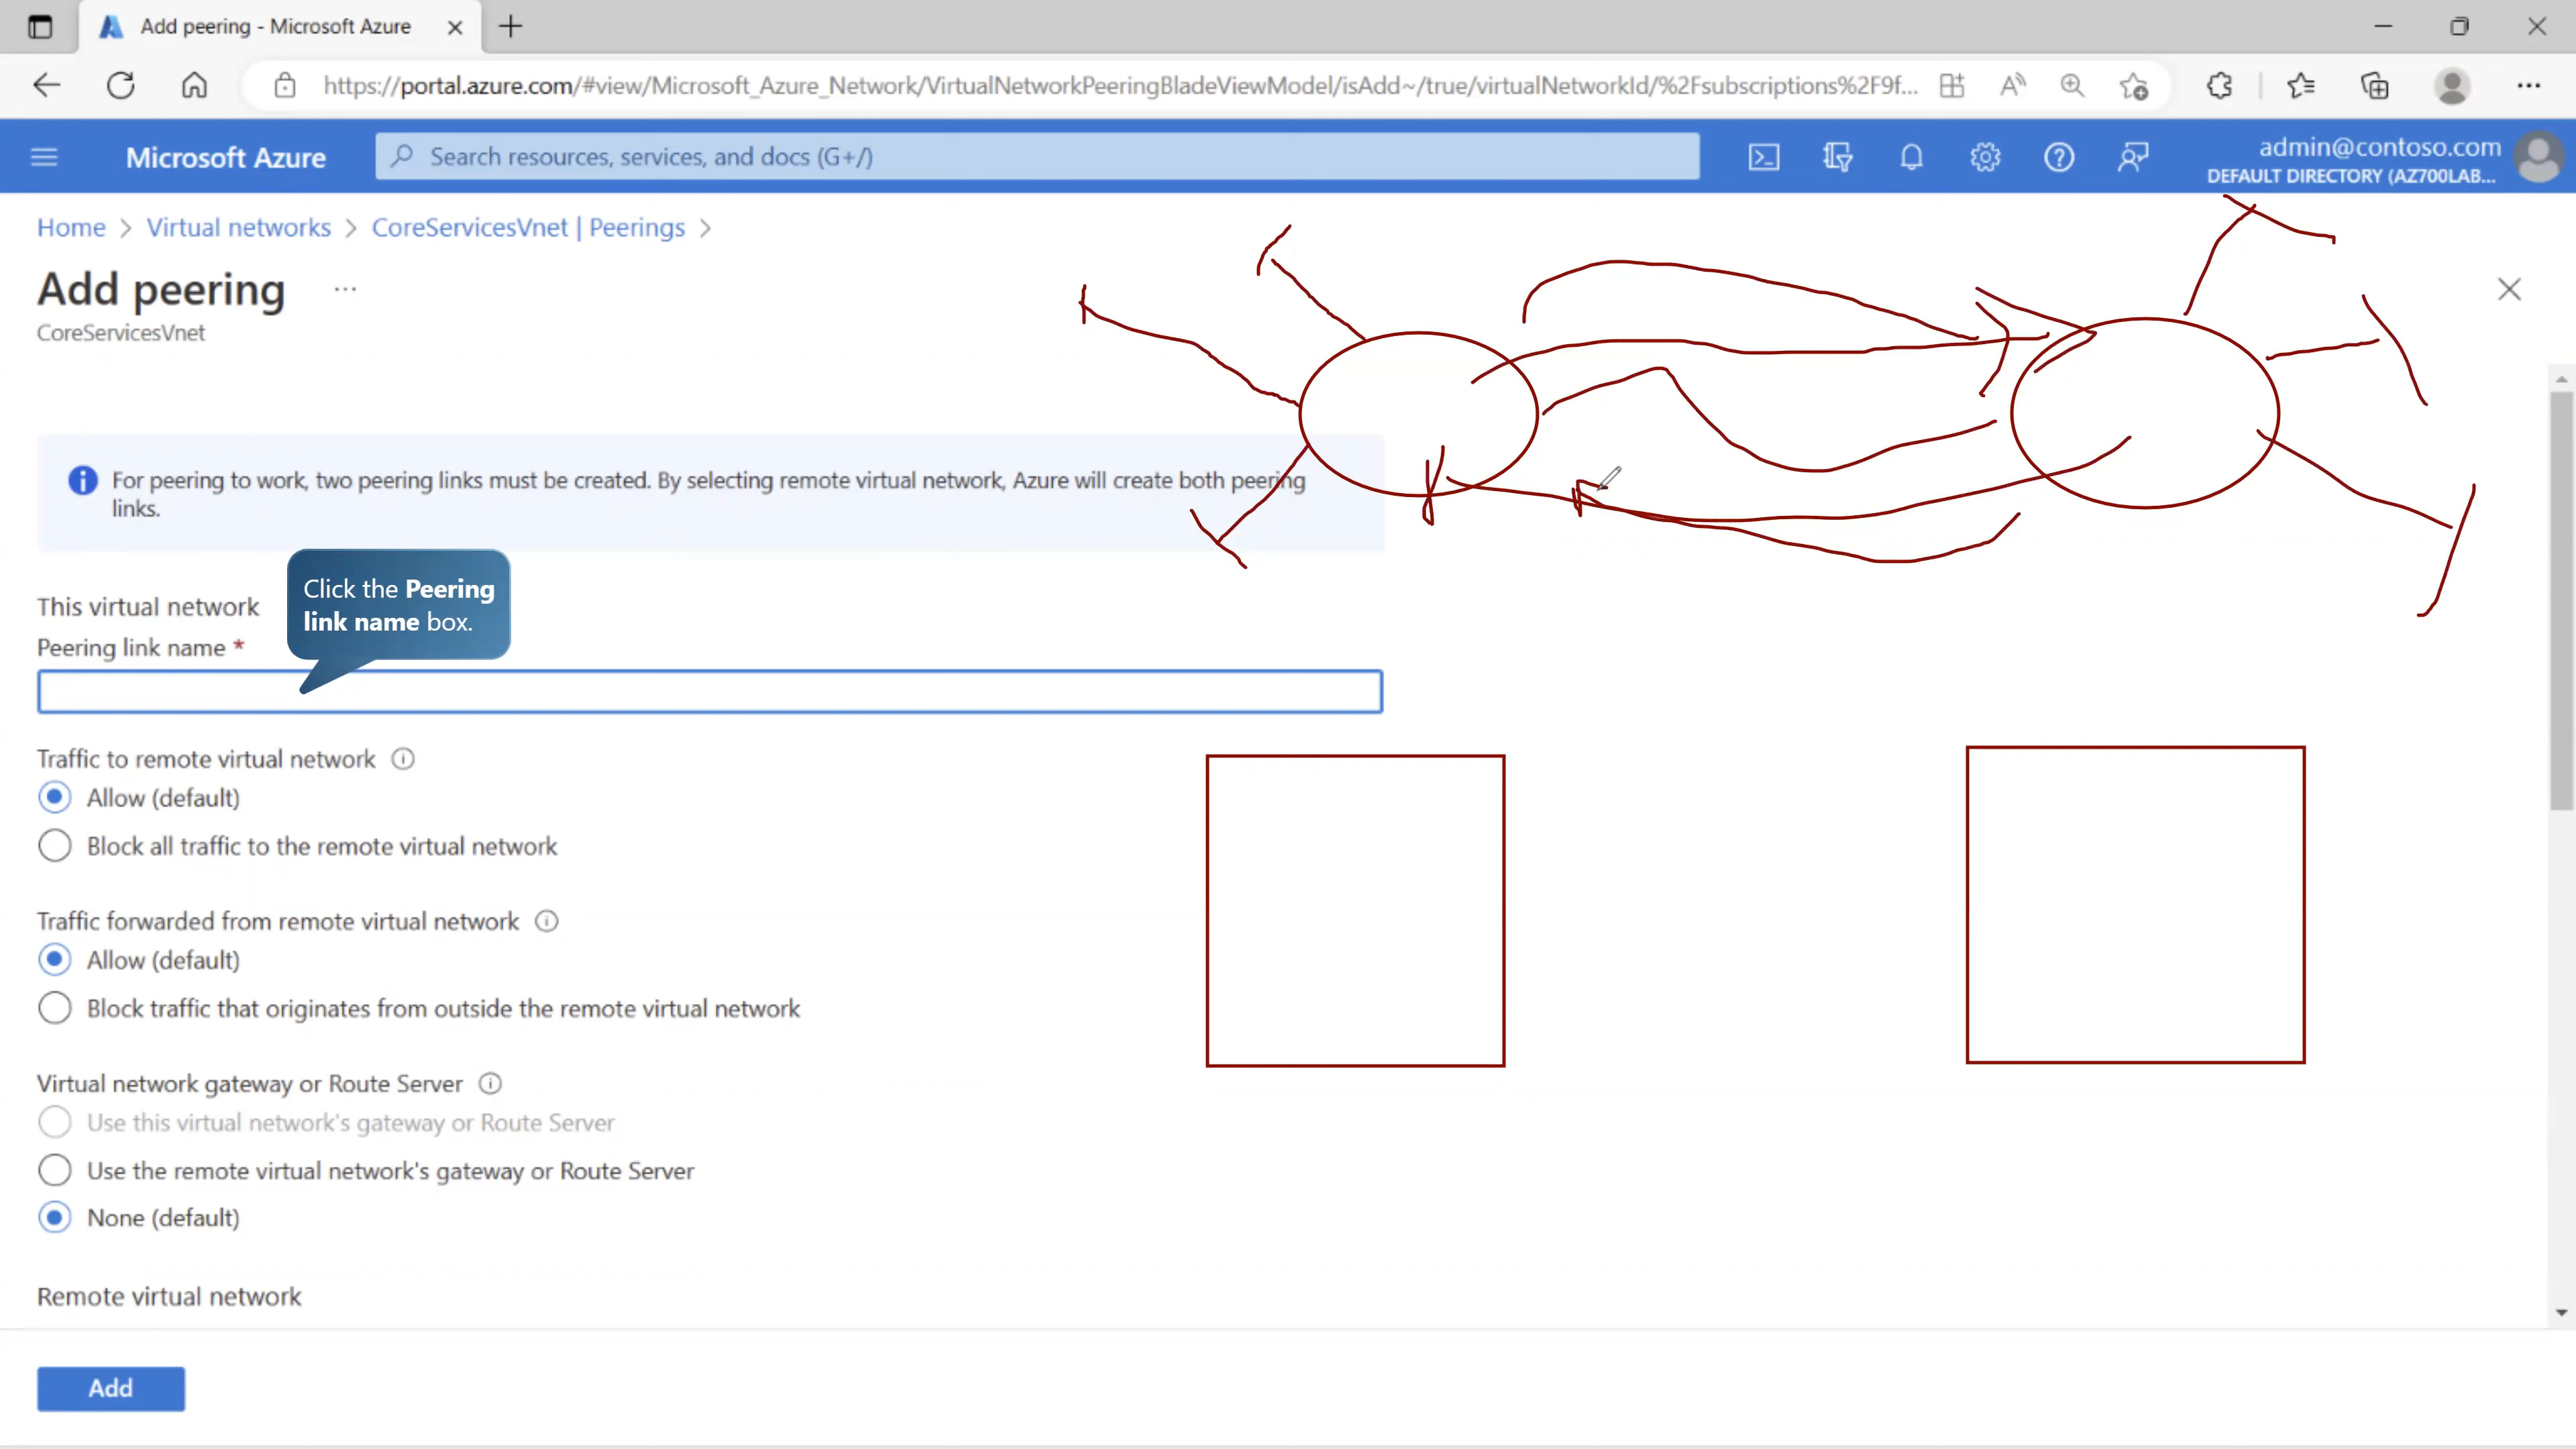 Add peering - Microsoft Azure
https://portal.azure.com/#view/Microsoft_Azure_Network/VirtualNetworkPeeringBladeViewModel/isAdd~/true/virtualNetworkId/%2Fsubscriptions%2F9f...
Microsoft Azure
Search resources, services, and docs (G+/)
admin@contoso.com
DEFAULT DIRECTORY (AZ700LAB...
Home > Virtual networks > CoreServicesVnet | Peerings >
Add peering ...
CoreServicesVnet
For peering to work, two peering links must be created. By selecting remote virtual network, Azure will create both peering
links.
Click the Peering
link name box.
This virtual network
Peering link name *
Traffic to remote virtual network
Allow (default)
Block all traffic to the remote virtual network
Traffic forwarded from remote virtual network
Allow (default)
Block traffic that originates from outside the remote virtual network
Virtual network gateway or Route Server
Use this virtual network's gateway or Route Server
Use the remote virtual network's gateway or Route Server
None (default)
Remote virtual network
Add